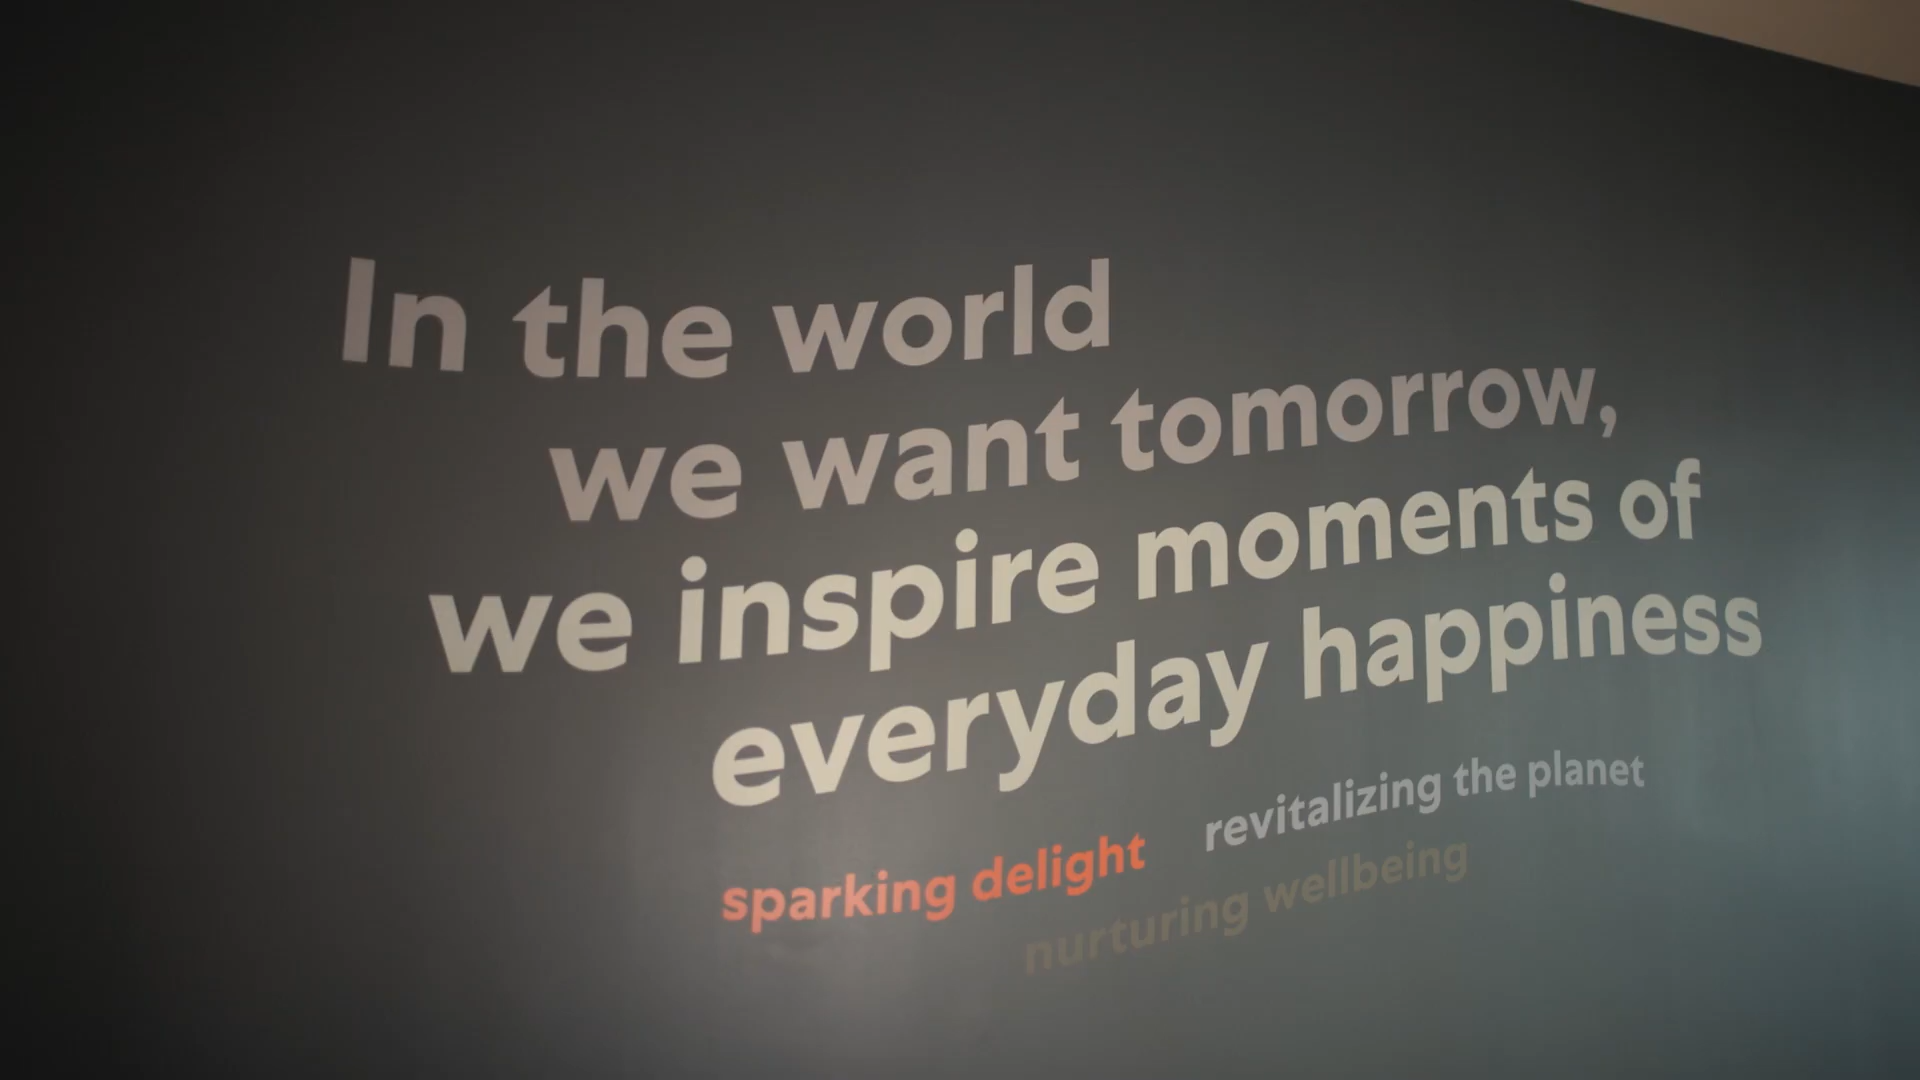 In the world
we want tomorrow,
we inspire moments of
everyday happiness
sparking delight
revitalizing the planet
nurturing wellbeing